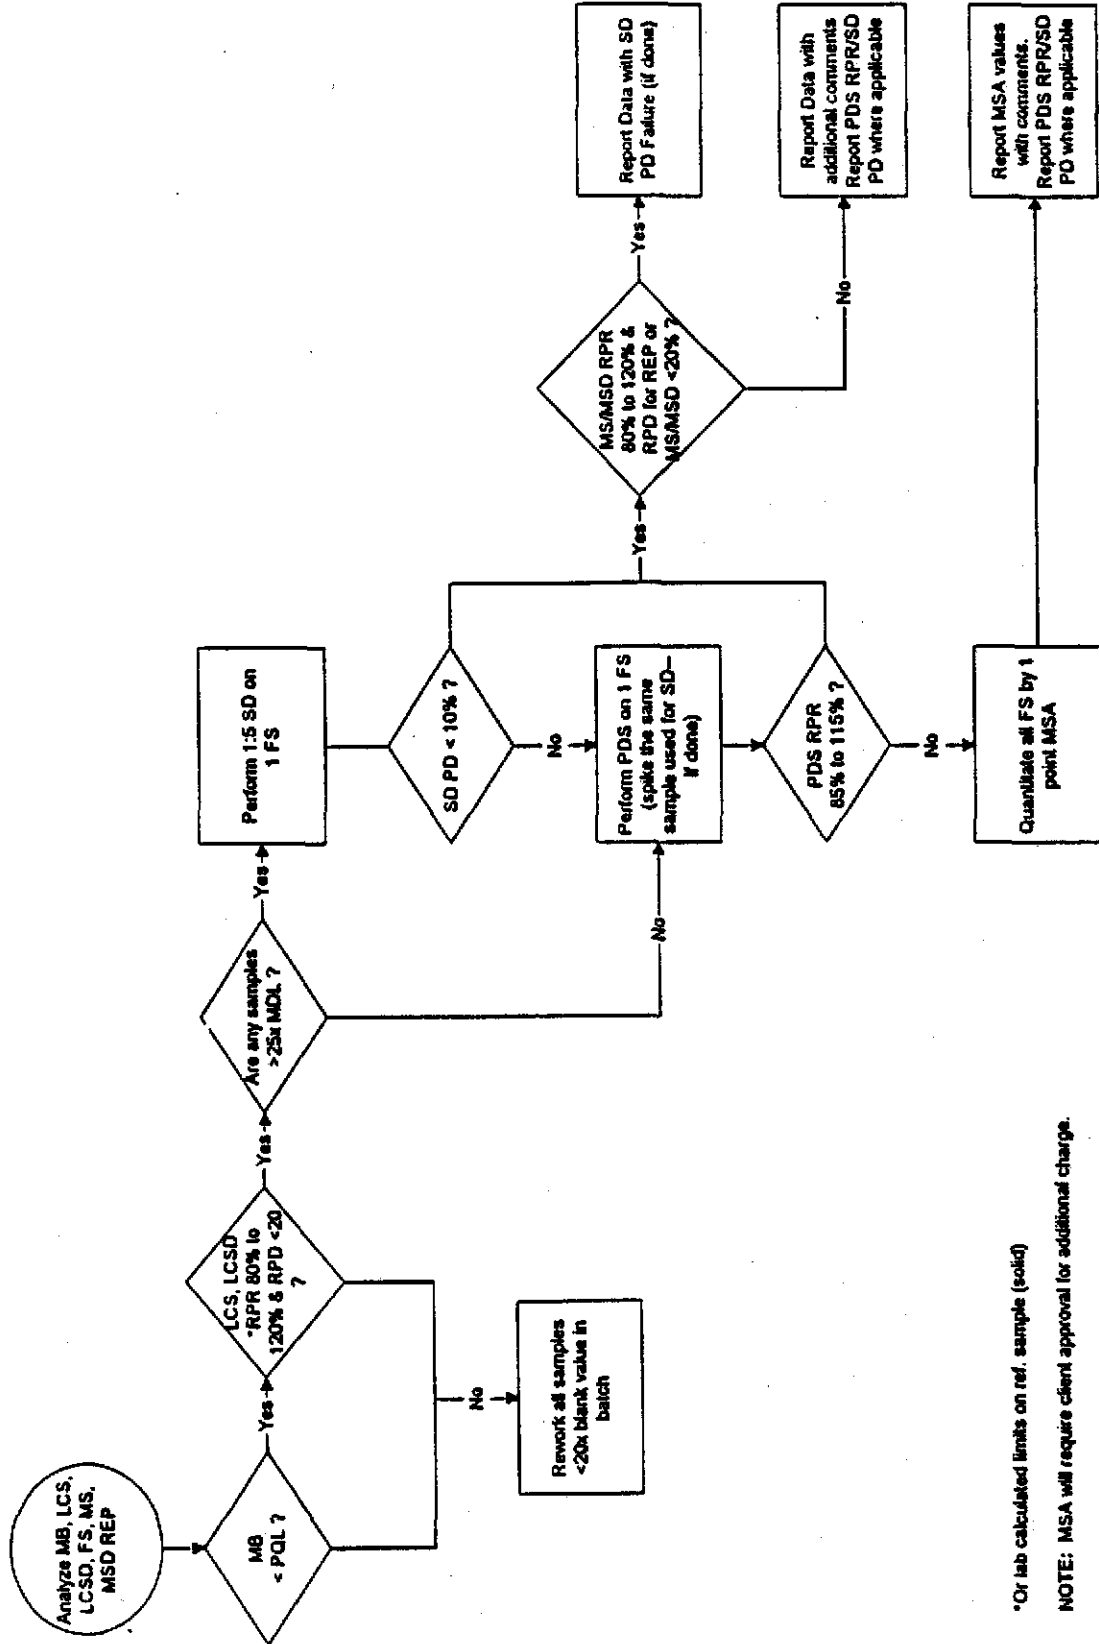 Analyze MB, LCS,
LCSD, FS, MS,
MSD REP
MB
< PQL ?
Yes
LCS, LCSD
*RPR 80% to
120% & RPD <20
?
No
Rework all samples
<20x blank value in
batch
Yes
Are any samples
>25x MDL ?
Yes
No
Perform 1:5 SD on
1 FS
SD PD < 10% ?
No
Perform PDS on 1 FS
(spike the same
sample used for SD—
if done)
PDS RPR
85% to 115% ?
No
Quantitate all FS by 1
point MSA
Yes
MS/MSD RPR
80% to 120% &
RPD for REP or
MS/MSD <20% ?
Yes
No
Report Data with SD
PD Failure (if done)
Report Data with
additional comments
Report PDS RPR/SD
PD where applicable
Report MSA values
with comments.
Report PDS RPR/SD
PD where applicable
*Or lab calculated limits on ref. sample (solid)
NOTE: MSA will require client approval for additional charge.